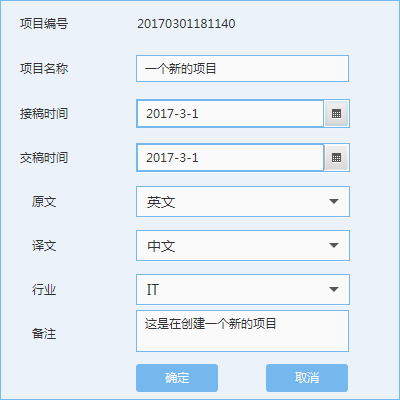 项目编号 20170301181140
项目名称 一个新的项目
接稿时间 2017-3-1
交稿时间 2017-3-1
原文 英文
译文 中文
行业 IT
备注 这是在创建一个新的项目
确定 取消